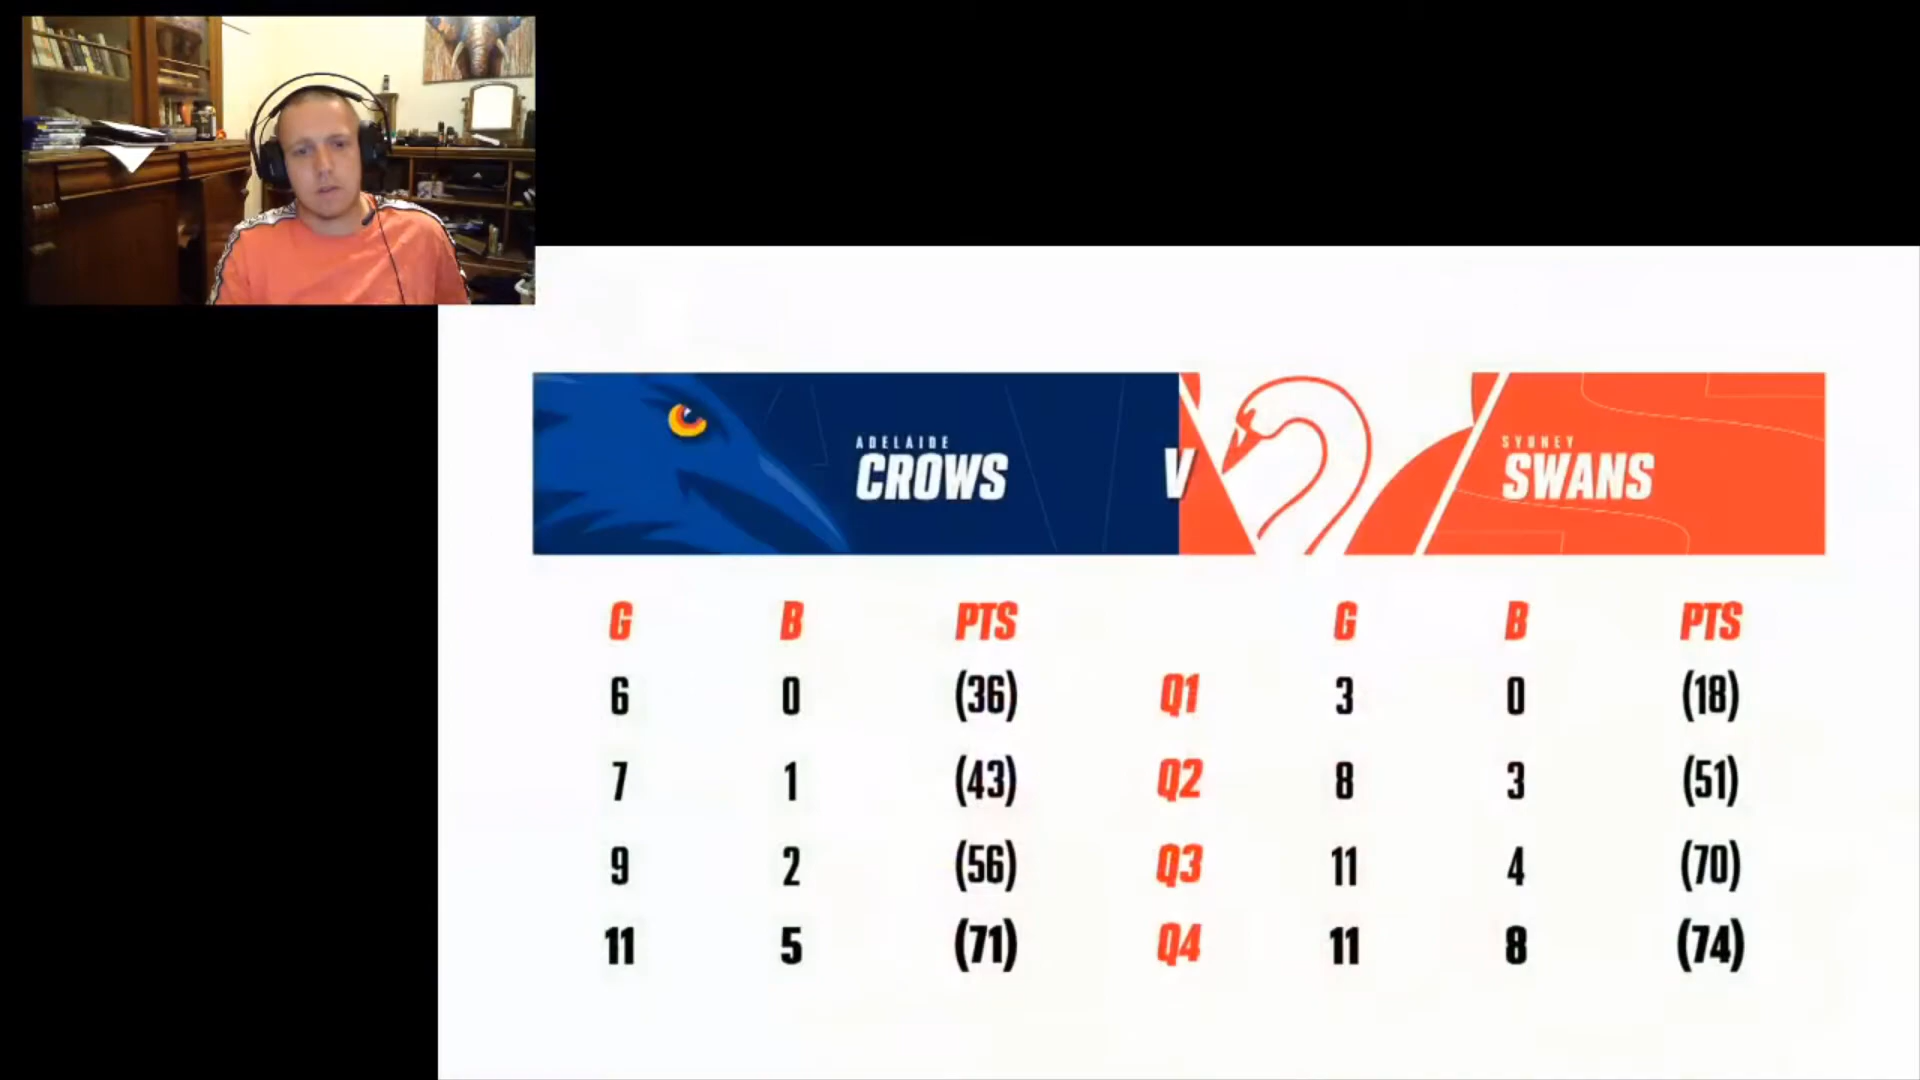 ADELAIDE
CROWS
V
SYDNEY
SWANS
G B PTS G B PTS
6 0 (36) Q1 3 0 (18)
7 1 (43) Q2 8 3 (51)
9 2 (56) Q3 11 4 (70)
11 5 (71) Q4 11 8 (74)